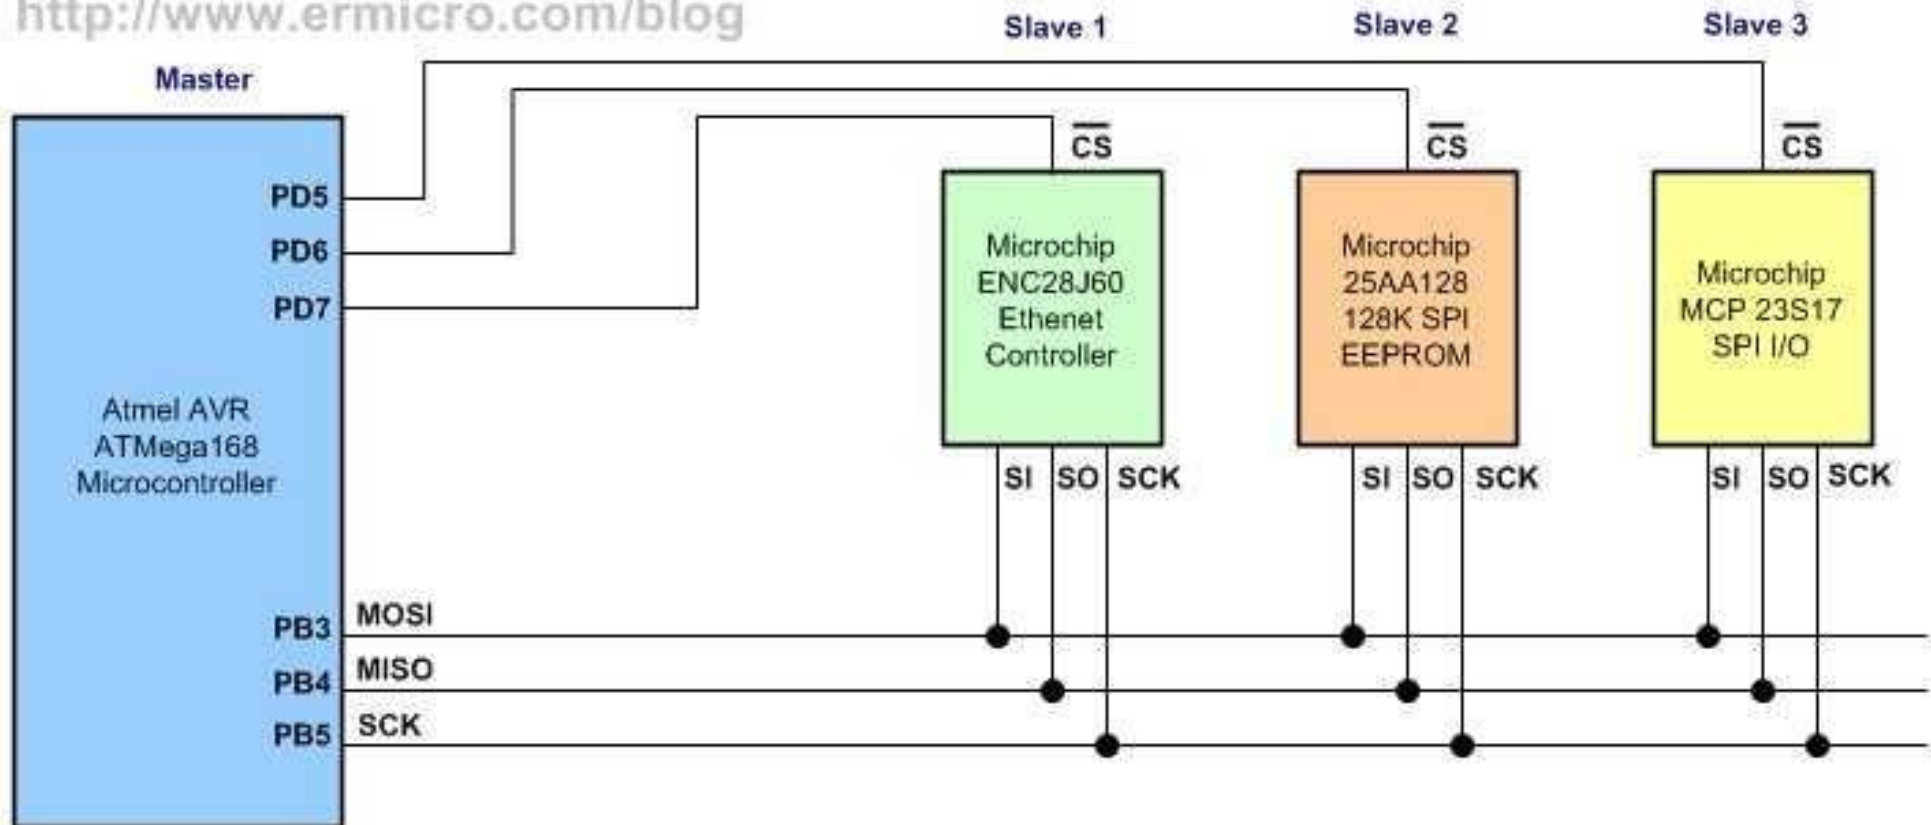 http://www.ermicro.com/blog
Slave 1
Slave 2
Slave 3
Master
CS
CS
CS
PD5
PD6
PD7
Microchip
ENC28J60
Ethenet
Controller
Microchip
25AA128
128K SPI
EEPROM
Microchip
MCP 23S17
SPI I/O
Atmel AVR
ATMega168
Microcontroller
SI SO SCK
SI SO SCK
SI SO SCK
PB3 MOSI
PB4 MISO
PB5 SCK